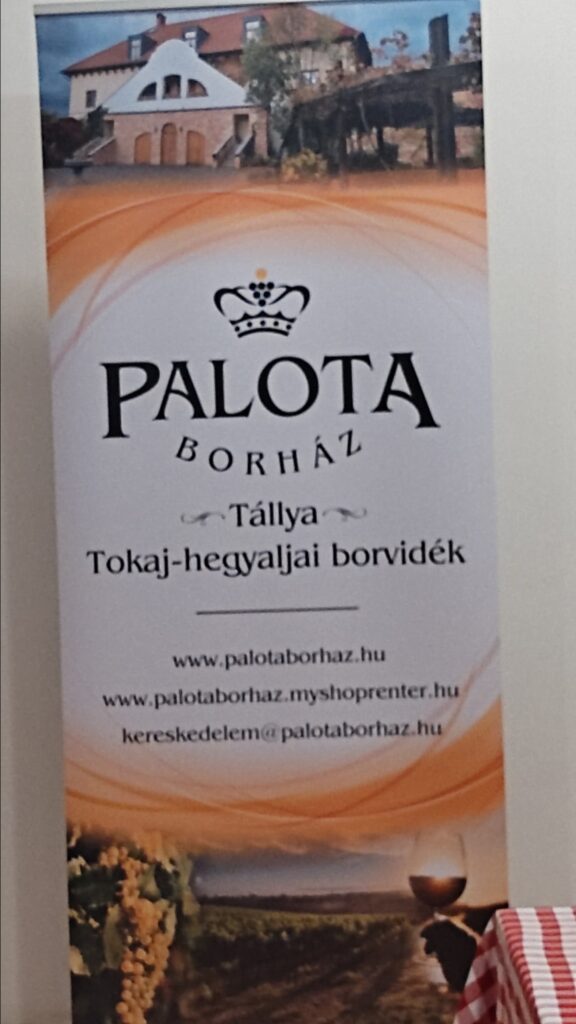 PALOTA
BORHÁZ
Tállya
Tokaj-hegyaljai borvidék
www.palotaborhaz.hu
www.palotaborhaz.myshoprenter.hu
kereskedelem@palotaborhaz.hu